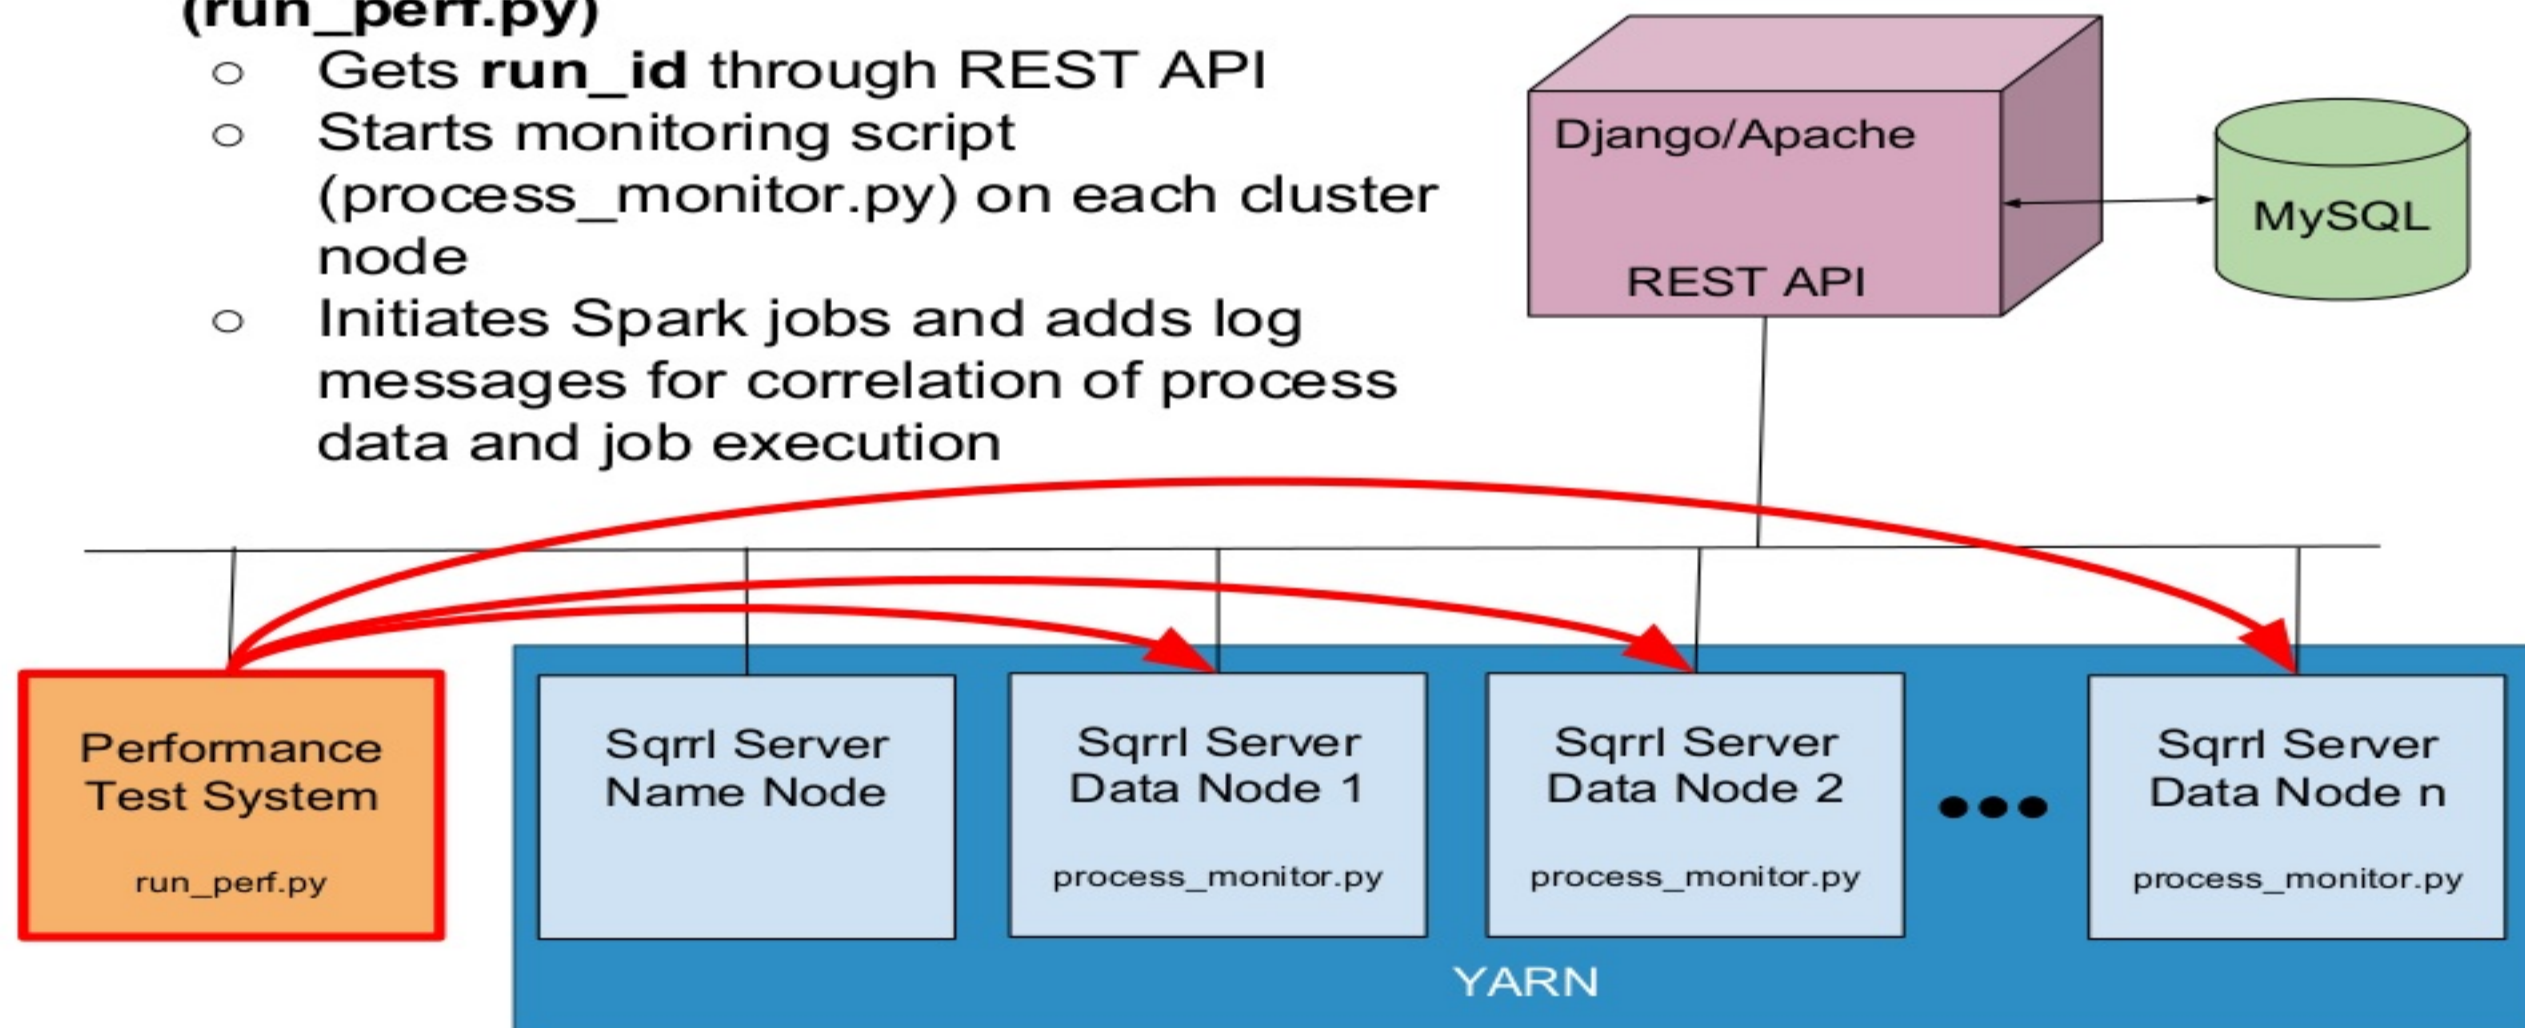 (run_perf.py)
○ Gets run_id through REST API
○ Starts monitoring script
(process_monitor.py) on each cluster
node
○ Initiates Spark jobs and adds log
messages for correlation of process
data and job execution
Django/Apache
REST API
MySQL
Performance
Test System
run_perf.py
Sqrrl Server
Name Node
Sqrrl Server
Data Node 1
process_monitor.py
Sqrrl Server
Data Node 2
process_monitor.py
Sqrrl Server
Data Node n
process_monitor.py
YARN